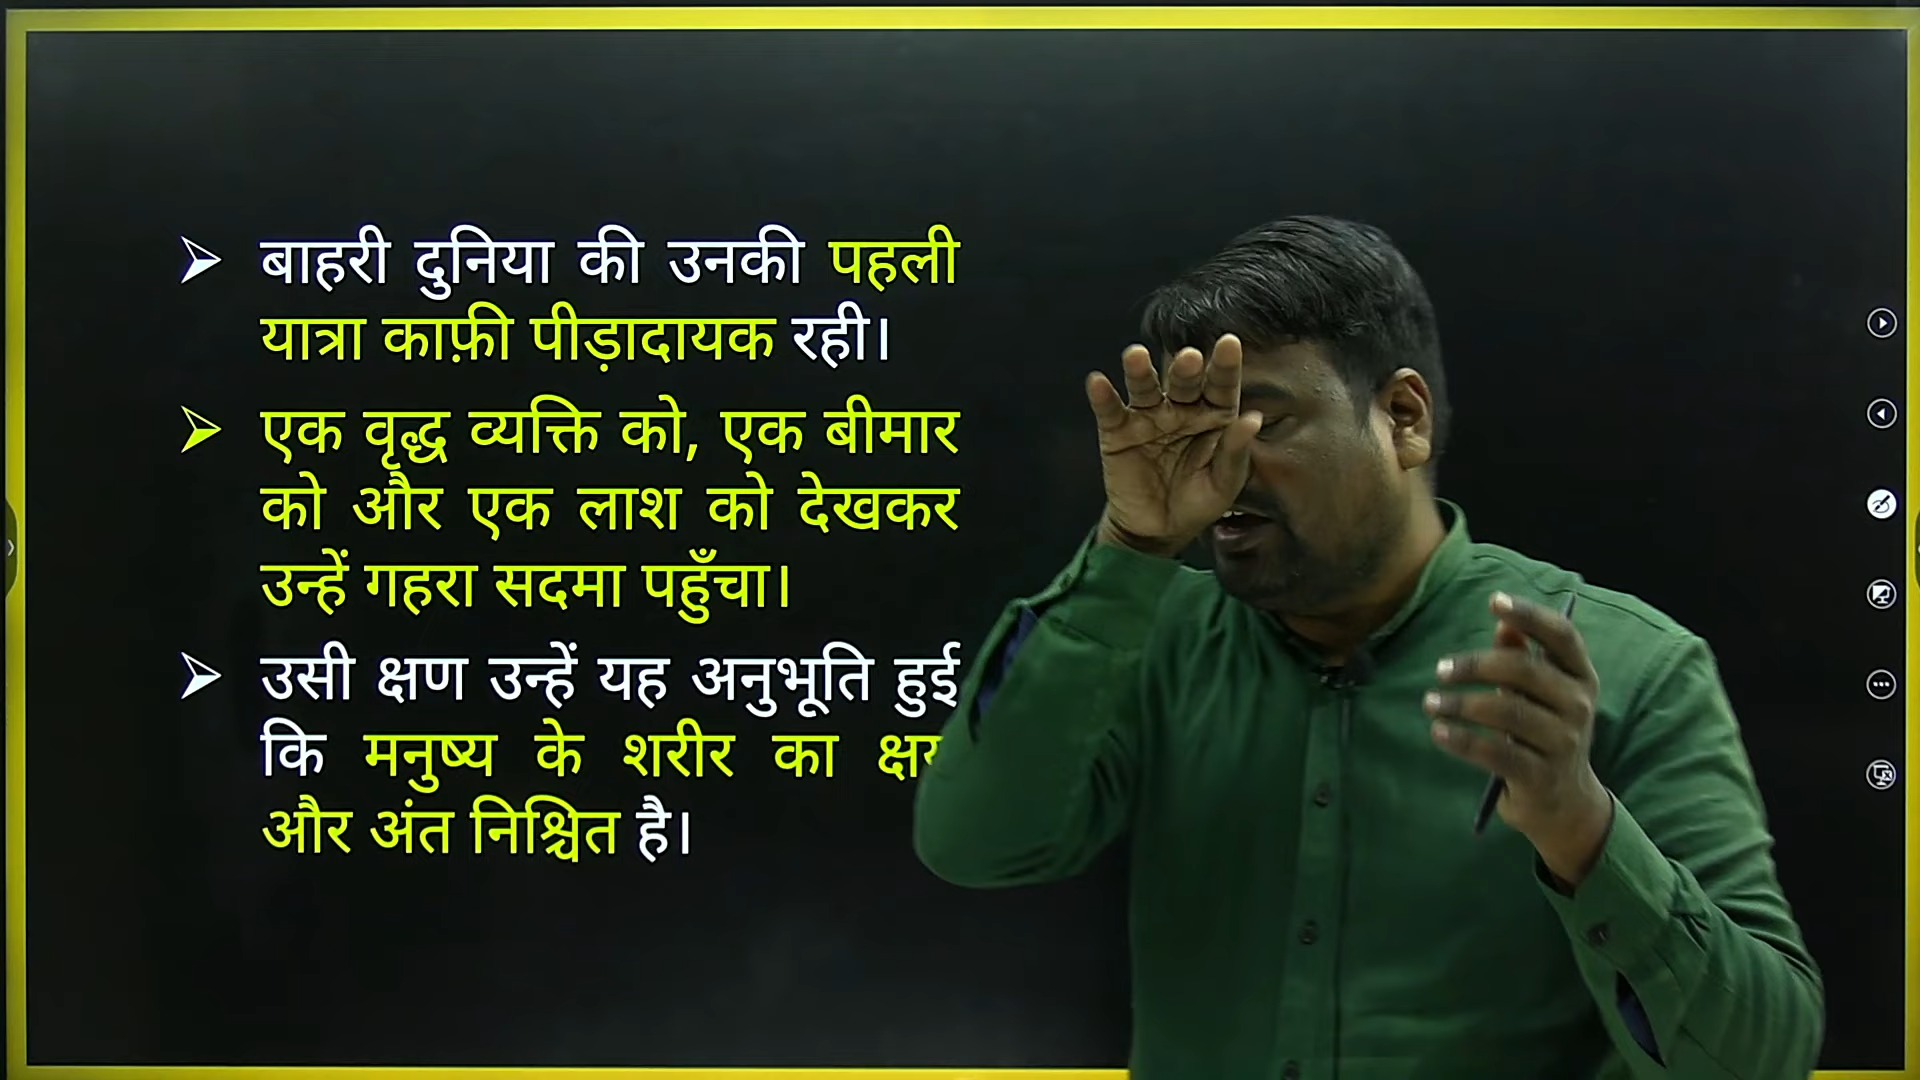 बाहरी दुनिया की उनकी पहली
यात्रा काफ़ी पीड़ादायक रही।
एक वृद्ध व्यक्ति को, एक बीमार
को और एक लाश को देखकर
उन्हें गहरा सदमा पहुँचा।
उसी क्षण उन्हें यह अनुभूति हुई
कि मनुष्य के शरीर का
और अंत निश्चित है।